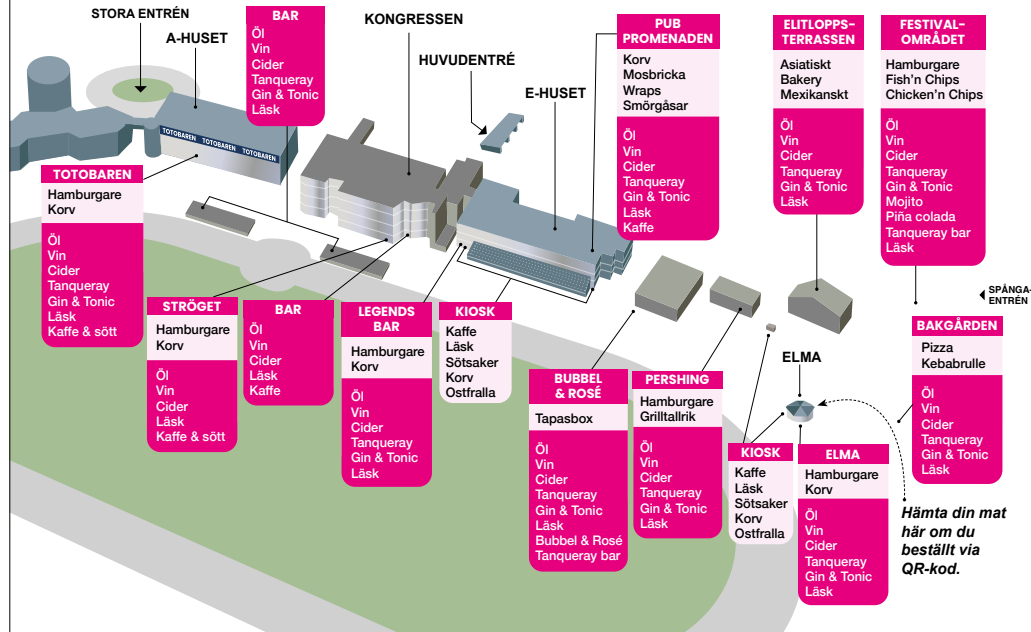 STORA ENTRÉN
A-HUSET
BAR
Öl
Vin
Cider
Tanqueray
Gin & Tonic
Läsk
KONGRESSEN
HUVUDENTRÉ
E-HUSET
PUB
PROMENADEN
Korv
Mosbricka
Wraps
Smörgåsar
Öl
Vin
Cider
Tanqueray
Gin & Tonic
Läsk
Kaffe
ELITLOPPS-
TERRASSEN
Asiatiskt
Bakery
Mexikanskt
Öl
Vin
Cider
Tanqueray
Gin & Tonic
Läsk
FESTIVAL-
OMRÅDET
Hamburgare
Fish'n Chips
Chicken'n Chips
Öl
Vin
Cider
Tanqueray
Gin & Tonic
Mojito
Piña colada
Tanqueray bar
Läsk
TOTOBAREN TOTOBAREN TOTOBAREN
TOTOBAREN
Hamburgare
Korv
Öl
Vin
Cider
Tanqueray
Gin & Tonic
Läsk
Kaffe & sött
STRÖGET
Hamburgare
Korv
Öl
Vin
Cider
Läsk
Kaffe & sött
BAR
Öl
Vin
Cider
Läsk
Kaffe
LEGENDS
BAR
Hamburgare
Korv
Öl
Vin
Cider
Tanqueray
Gin & Tonic
Läsk
KIOSK
Kaffe
Läsk
Sötsaker
Korv
Ostfralla
BUBBEL
& ROSÉ
Tapasbox
Öl
Vin
Cider
Tanqueray
Gin & Tonic
Läsk
Bubbel & Rosé
Tanqueray bar
PERSHING
Hamburgare
Grilltallrik
Öl
Vin
Cider
Tanqueray
Gin & Tonic
Läsk
KIOSK
Kaffe
Läsk
Sötsaker
Korv
Ostfralla
ELMA
ELMA
Hamburgare
Korv
Öl
Vin
Cider
Tanqueray
Gin & Tonic
Läsk
SPÅNGA-
ENTRÉN
BAKGÅRDEN
Pizza
Kebabrulle
Öl
Vin
Cider
Tanqueray
Gin & Tonic
Läsk
Hämta din mat
här om du
beställt via
QR-kod.